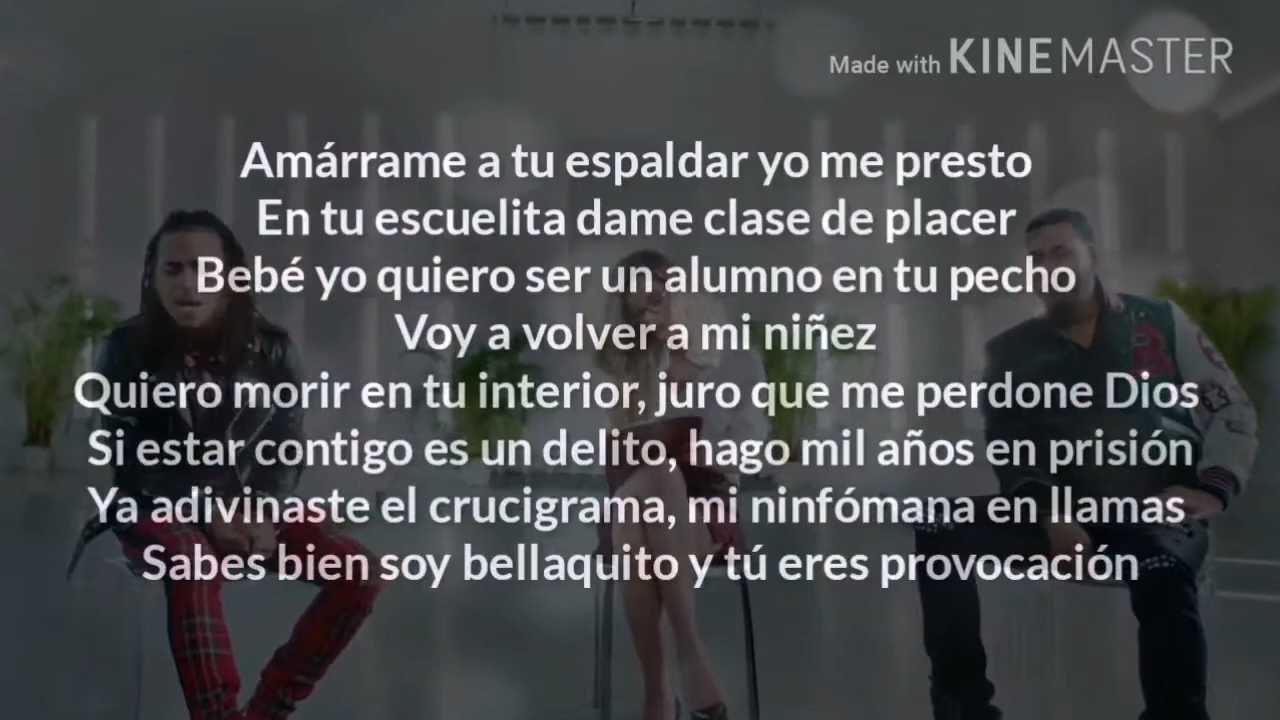 Made with KINEMASTER
Amárrame a tu espaldar yo me presto
En tu escuelita dame clase de placer
Bebé yo quiero ser un alumno en tu pecho
Voy a volver a mi niñez
Quiero morir en tu interior, juro que me perdone Dios
Si estar contigo es un delito, hago mil años en prisión
Ya adivinaste el crucigrama, mi ninfómana en llamas
Sabes bien soy bellaquito y tú eres provocación